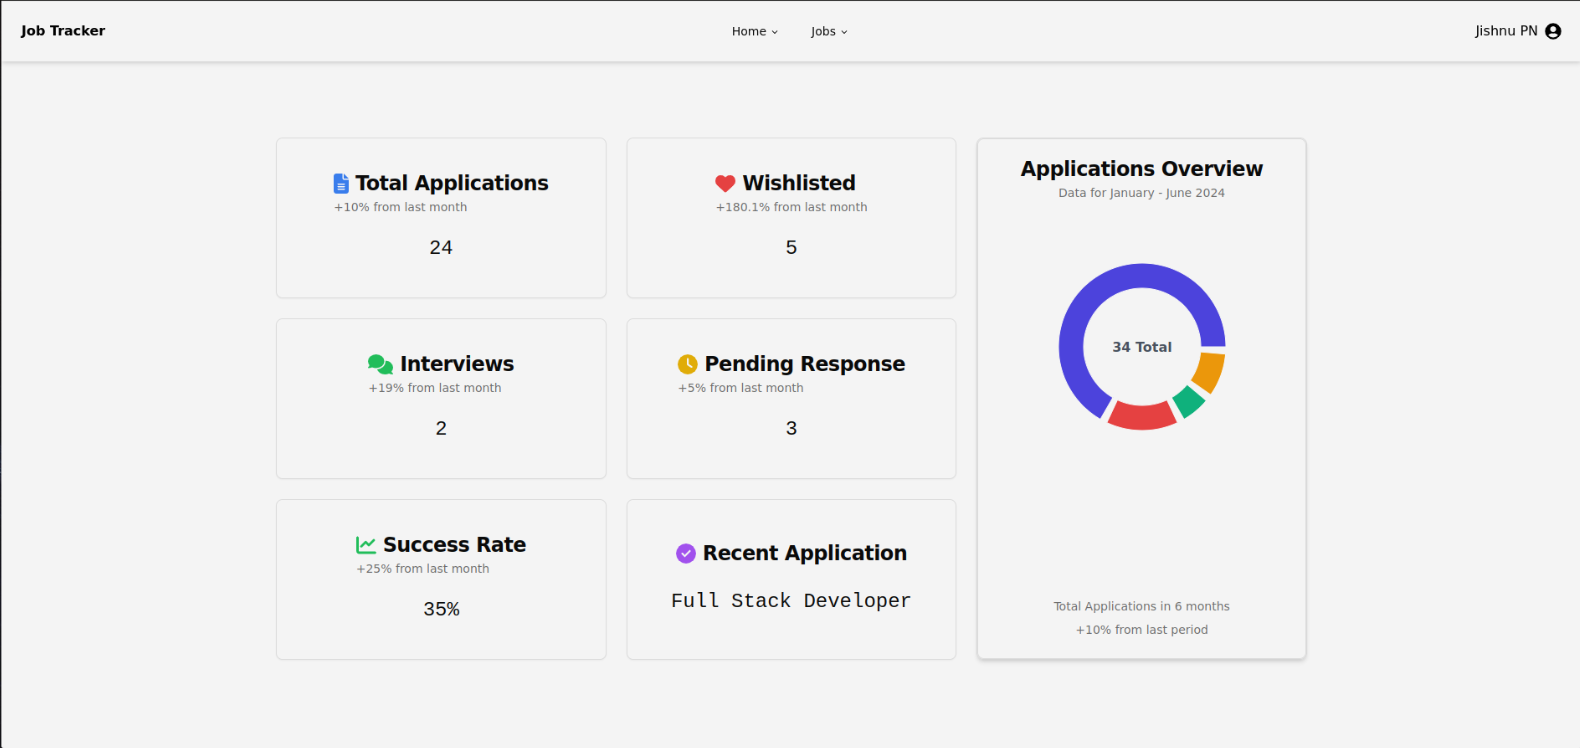 Job Tracker
Home
Jobs
Jishnu PN
Total Applications
+10% from last month
24
Wishlisted
+180.1% from last month
5
Interviews
+19% from last month
2
Pending Response
+5% from last month
3
Success Rate
+25% from last month
35%
Recent Application
Full Stack Developer
Applications Overview
Data for January - June 2024
34 Total
Total Applications in 6 months
+10% from last period